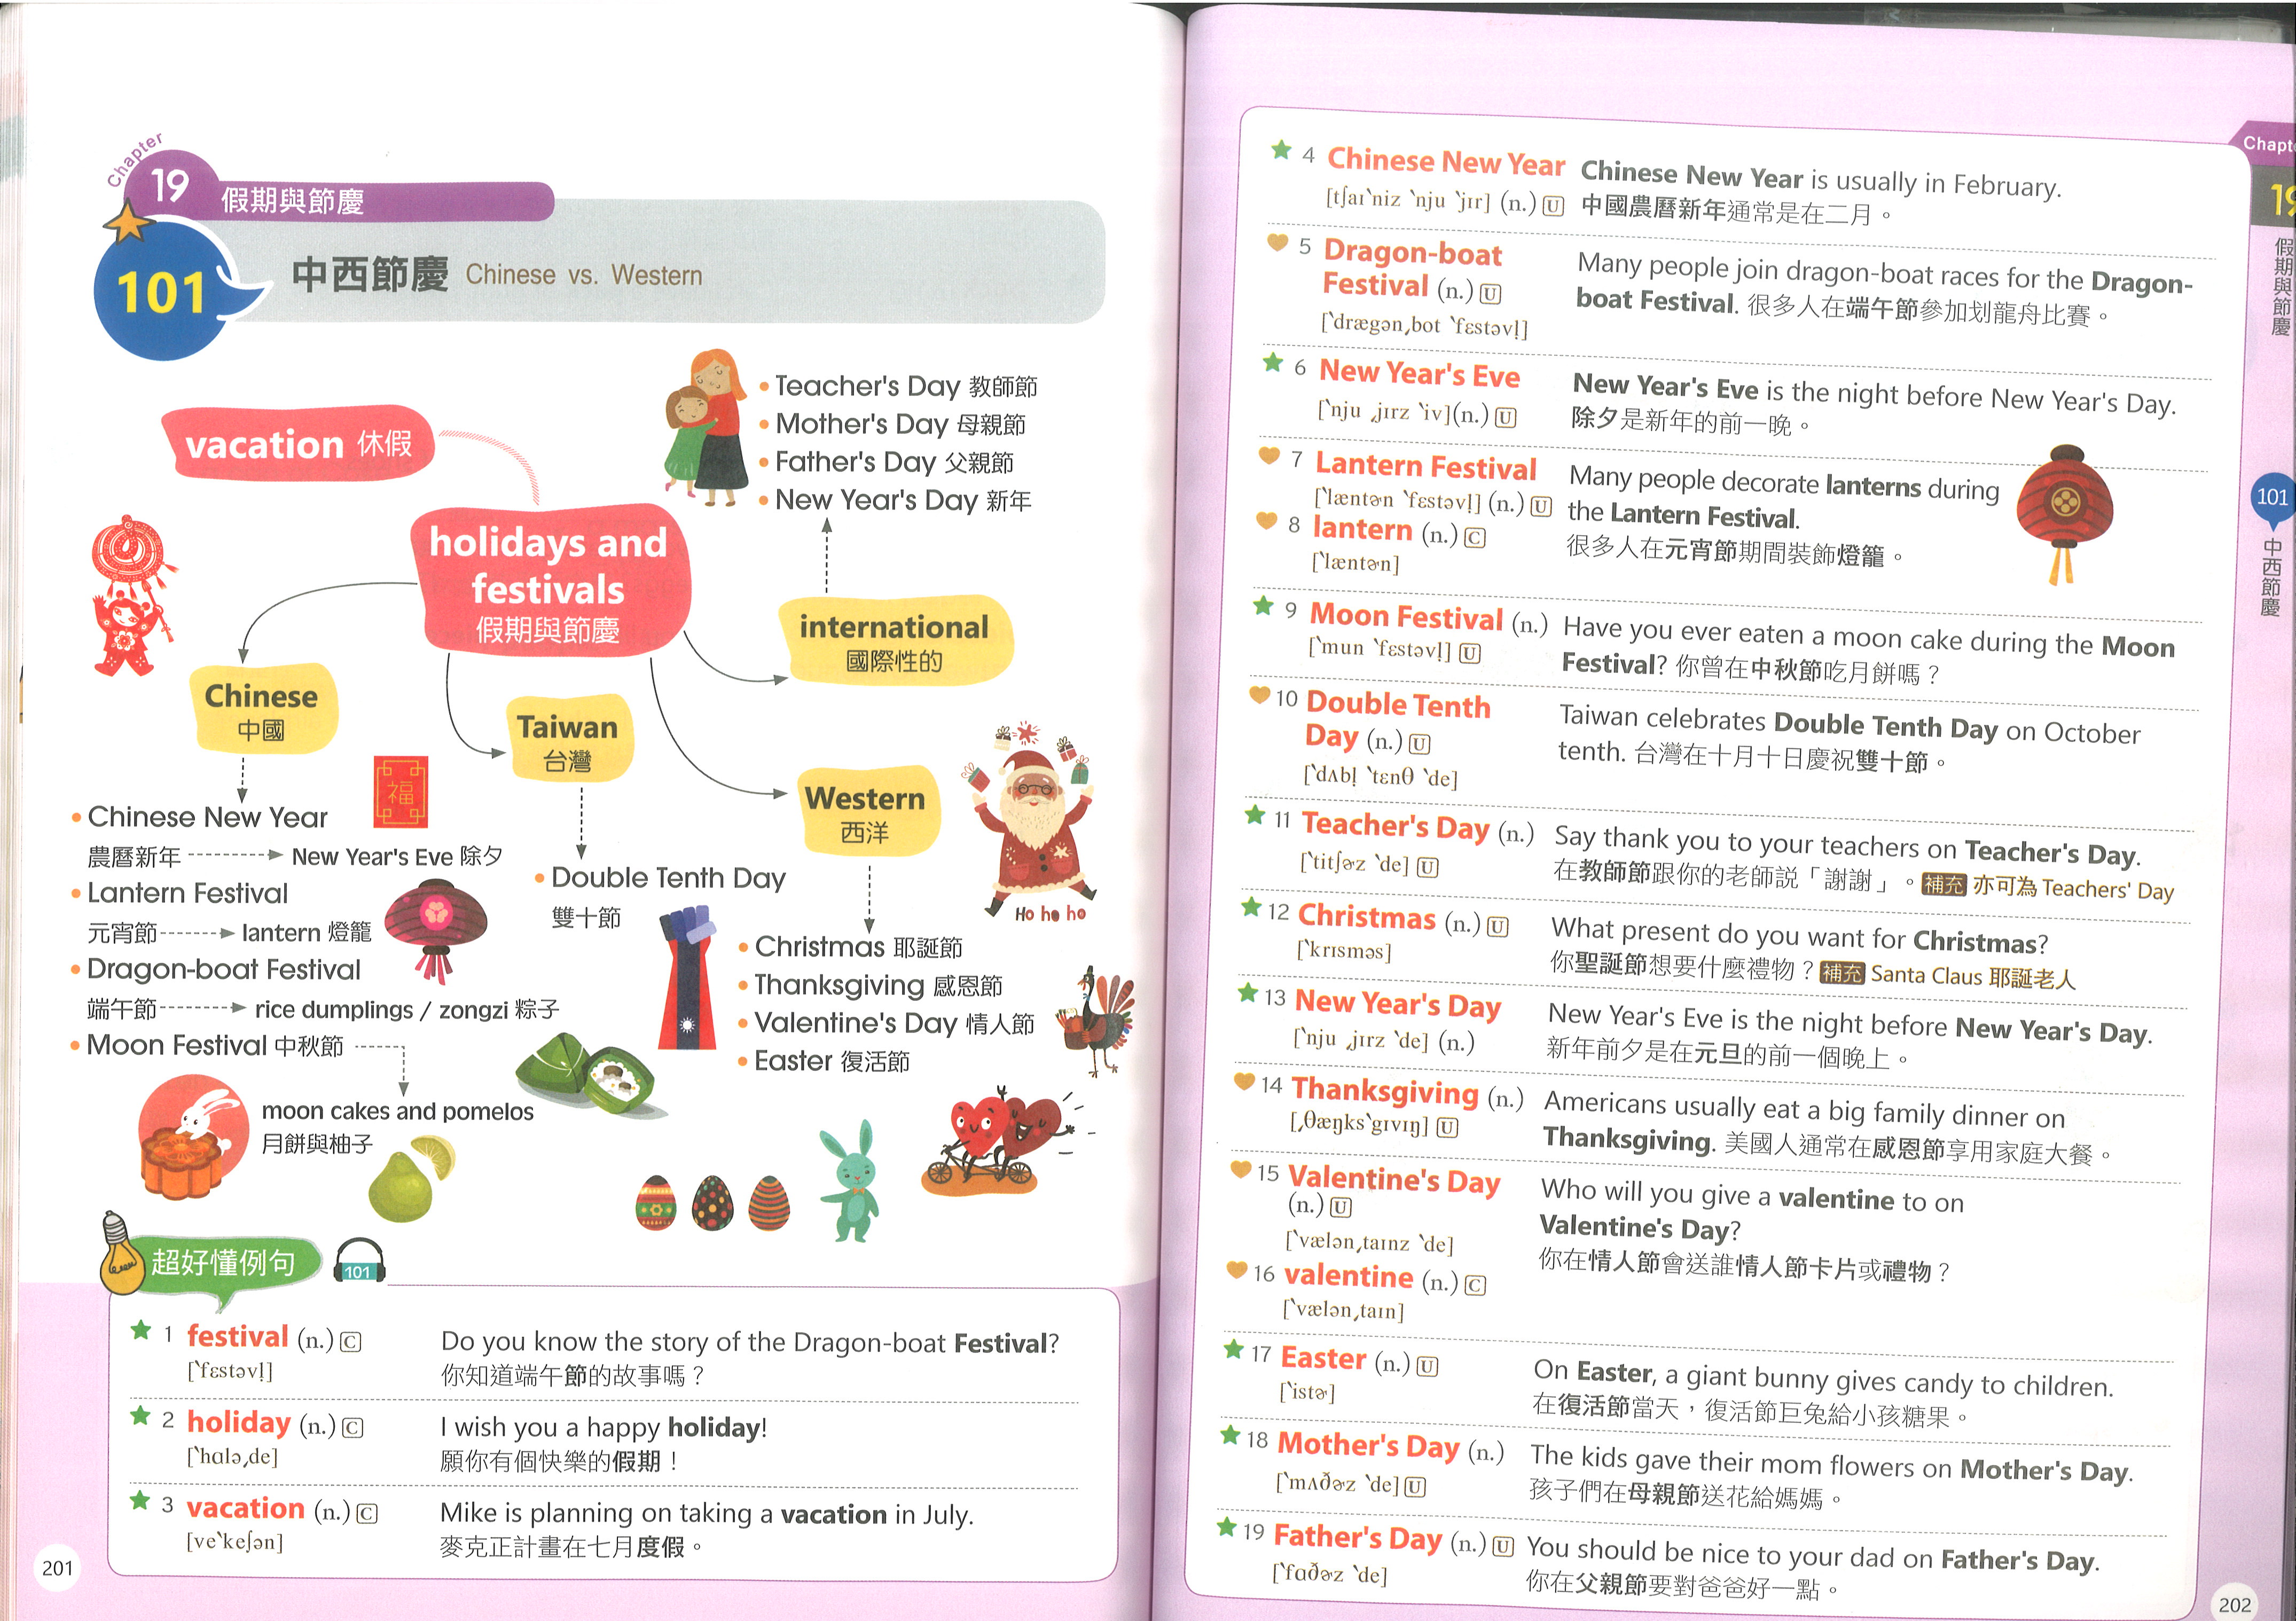 Chapter
19 假期與節慶
101 中西節慶 Chinese vs. Western
vacation 休假
holidays and
festivals
假期與節慶
• Teacher's Day 教師節
• Mother's Day 母親節
• Father's Day 父親節
• New Year's Day 新年
international
國際性的
Chinese
中國
福
• Chinese New Year
農曆新年 New Year's Eve 除夕
• Lantern Festival
元宵節 lantern 燈籠
• Dragon-boat Festival
端午節 rice dumplings / zongzi 粽子
• Moon Festival 中秋節
moon cakes and pomelos
月餅與柚子
Taiwan
台灣
• Double Tenth Day
雙十節
Western
西洋
Ho ho ho
• Christmas 耶誕節
• Thanksgiving 感恩節
• Valentine's Day 情人節
• Easter 復活節
超好懂例句
101
1 festival (n.) C Do you know the story of the Dragon-boat Festival?
[ˋfɛstəvḷ] 你知道端午節的故事嗎？
2 holiday (n.) C I wish you a happy holiday!
[ˋhɑləˏde] 願你有個快樂的假期！
3 vacation (n.) C Mike is planning on taking a vacation in July.
[veˋkeʃən] 麥克正計畫在七月度假。
201
4 Chinese New Year Chinese New Year is usually in February.
[tʃaɪˋniz ˋnju ˋjɪr] (n.) U 中國農曆新年通常是在二月。
5 Dragon-boat Many people join dragon-boat races for the Dragon-
Festival (n.) U boat Festival. 很多人在端午節參加划龍舟比賽。
[ˋdrægənˏbot ˋfɛstəvḷ]
6 New Year's Eve New Year's Eve is the night before New Year's Day.
[ˋnju ˏjɪrz ˋiv](n.) U 除夕是新年的前一晚。
7 Lantern Festival Many people decorate lanterns during
[ˋlæntən ˋfɛstəvḷ] (n.) U the Lantern Festival.
8 lantern (n.) C 很多人在元宵節期間裝飾燈籠。
[ˋlæntɚn]
9 Moon Festival (n.) Have you ever eaten a moon cake during the Moon
[ˋmun ˋfɛstəvḷ] U Festival? 你曾在中秋節吃月餅嗎？
10 Double Tenth Taiwan celebrates Double Tenth Day on October
Day (n.) U tenth. 台灣在十月十日慶祝雙十節。
[ˋdʌbḷ ˋtɛnθ ˋde]
11 Teacher's Day (n.) Say thank you to your teachers on Teacher's Day.
[ˋtitʃɚz ˋde] U 在教師節跟你的老師說「謝謝」。補充 亦可為 Teachers' Day
12 Christmas (n.) U What present do you want for Christmas?
[ˋkrɪsməs] 你聖誕節想要什麼禮物？補充 Santa Claus 耶誕老人
13 New Year's Day New Year's Eve is the night before New Year's Day.
[ˋnju ˏjɪrz ˋde] (n.) 新年前夕是在元旦的前一個晚上。
14 Thanksgiving (n.) Americans usually eat a big family dinner on
[ˏθæŋksˋgɪvɪŋ] U Thanksgiving. 美國人通常在感恩節享用家庭大餐。
15 Valentine's Day Who will you give a valentine to on
(n.) U Valentine's Day?
[ˋvælənˏtaɪnz ˋde] 你在情人節會送誰情人節卡片或禮物？
16 valentine (n.) C
[ˋvælənˏtaɪn]
17 Easter (n.) U On Easter, a giant bunny gives candy to children.
[ˋistɚ] 在復活節當天，復活節巨兔給小孩糖果。
18 Mother's Day (n.) The kids gave their mom flowers on Mother's Day.
[ˋmʌðɚz ˋde] U 孩子們在母親節送花給媽媽。
19 Father's Day (n.) U You should be nice to your dad on Father's Day.
[ˋfɑðɚz ˋde] 你在父親節要對爸爸好一點。
Chapt
19
假期與節慶
101
中西節慶
202